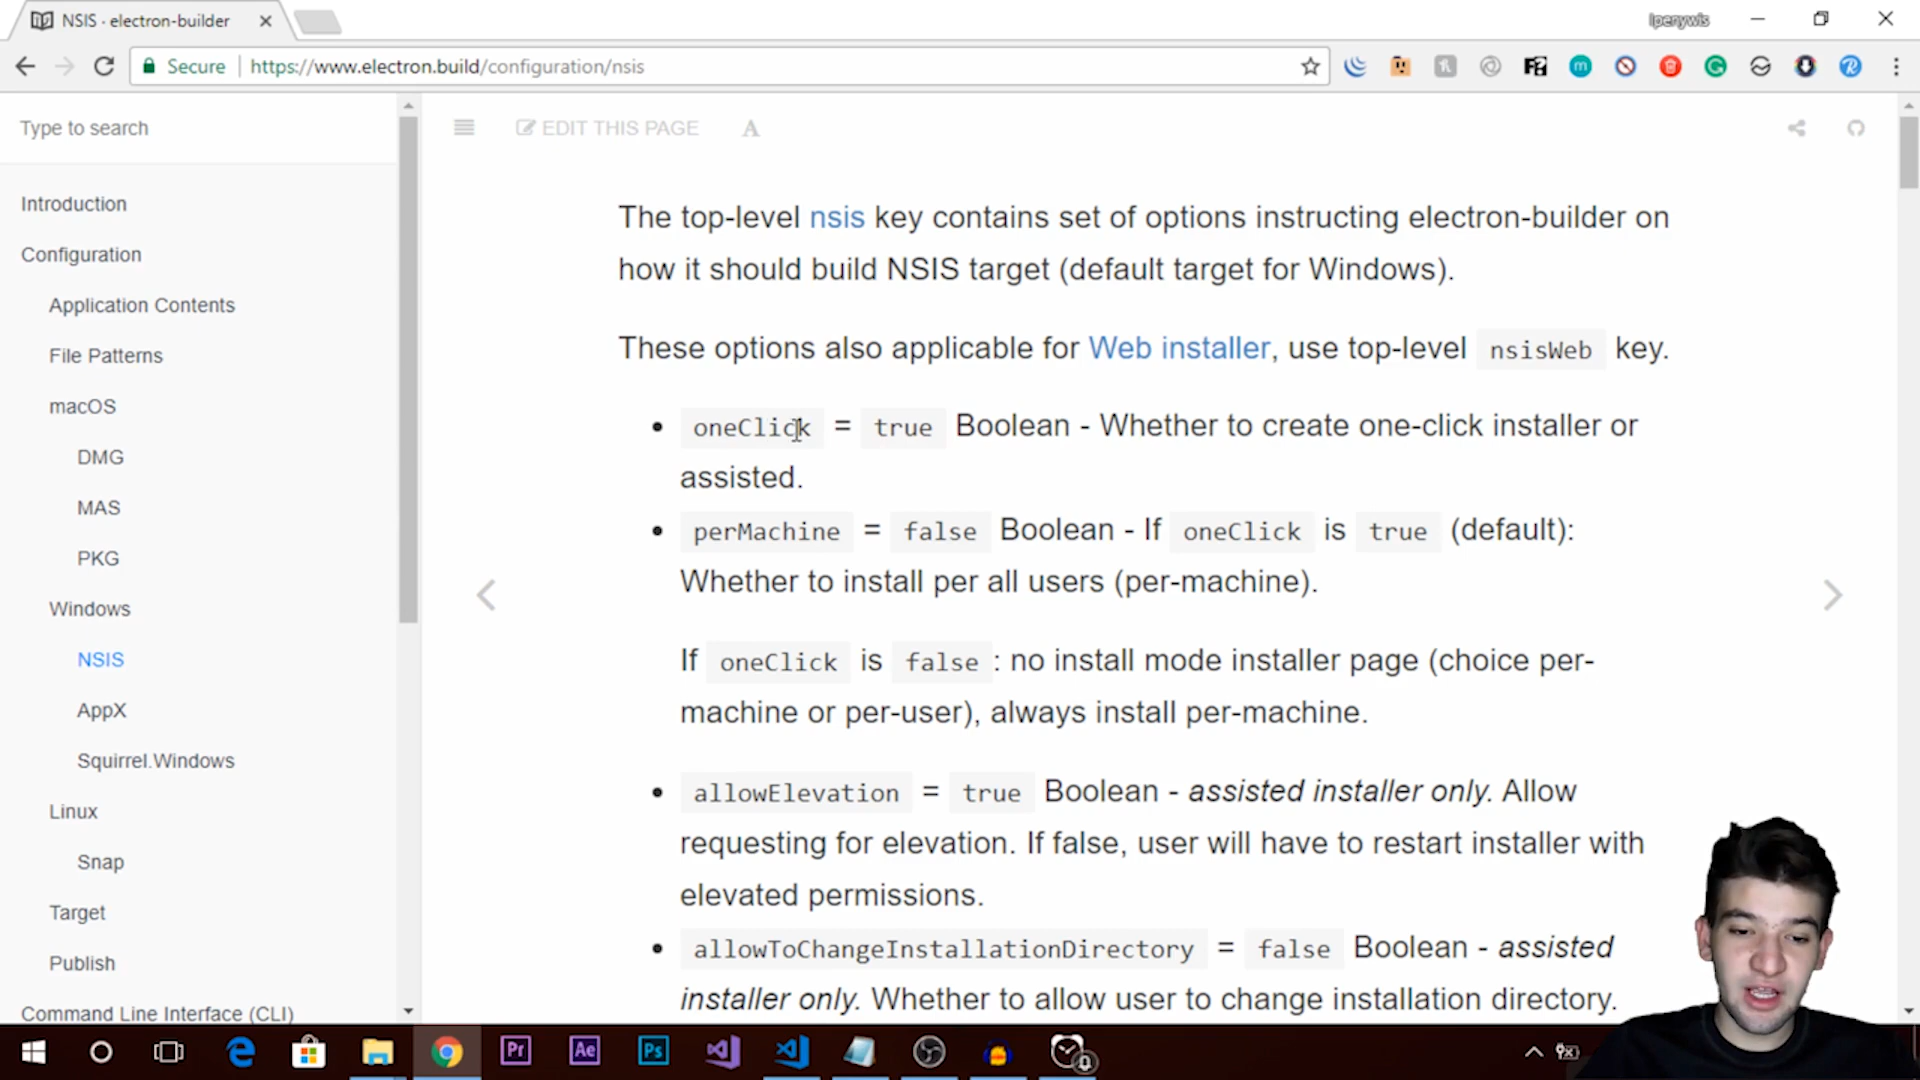 NSIS · electron-builder
Ipenywis
Secure
https://www.electron.build/configuration/nsis
Type to search
EDIT THIS PAGE
Introduction
Configuration
Application Contents
File Patterns
macOS
DMG
MAS
PKG
Windows
NSIS
AppX
Squirrel.Windows
Linux
Snap
Target
Publish
Command Line Interface (CLI)
The top-level nsis key contains set of options instructing electron-builder on
how it should build NSIS target (default target for Windows).
These options also applicable for Web installer, use top-level nsisWeb key.
• oneClick = true Boolean - Whether to create one-click installer or
assisted.
• perMachine = false Boolean - If oneClick is true (default):
Whether to install per all users (per-machine).
If oneClick is false : no install mode installer page (choice per-
machine or per-user), always install per-machine.
• allowElevation = true Boolean - assisted installer only. Allow
requesting for elevation. If false, user will have to restart installer with
elevated permissions.
• allowToChangeInstallationDirectory = false Boolean - assisted
installer only. Whether to allow user to change installation directory.
Pr
Ae
Ps